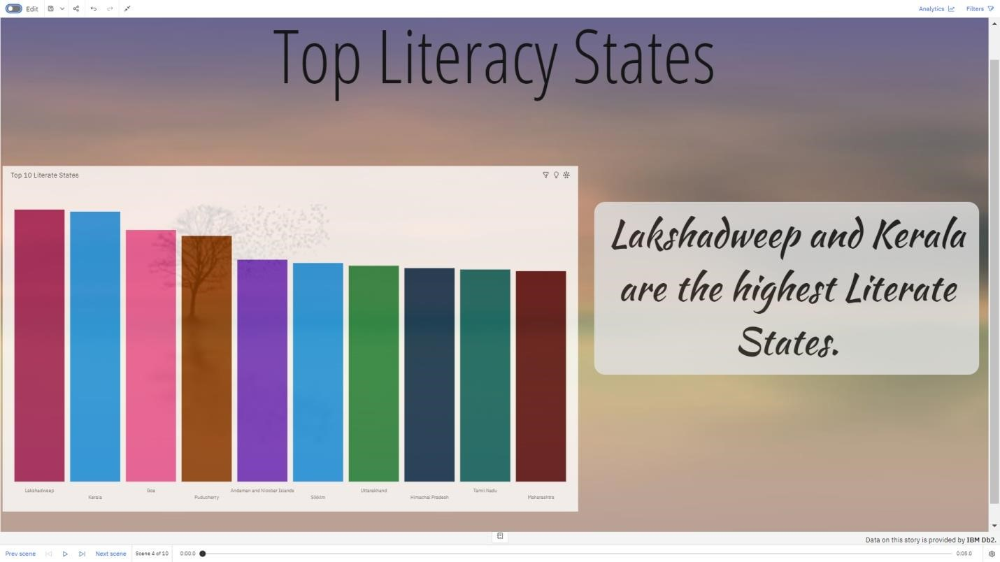 Edit
Analytics
Filters
Top Literacy States
Top 10 Literate States
Lakshadweep and Kerala
are the highest Literate
States.
Lakshadweep
Kerala
Goa
Puducherry
Andaman and Nicobar Islands
Sikkim
Uttarakhand
Himachal Pradesh
Tamil Nadu
Maharashtra
Data on this story is provided by IBM Db2.
Prev scene
Next scene
Scene 4 of 10
0:00.0
0:05.0